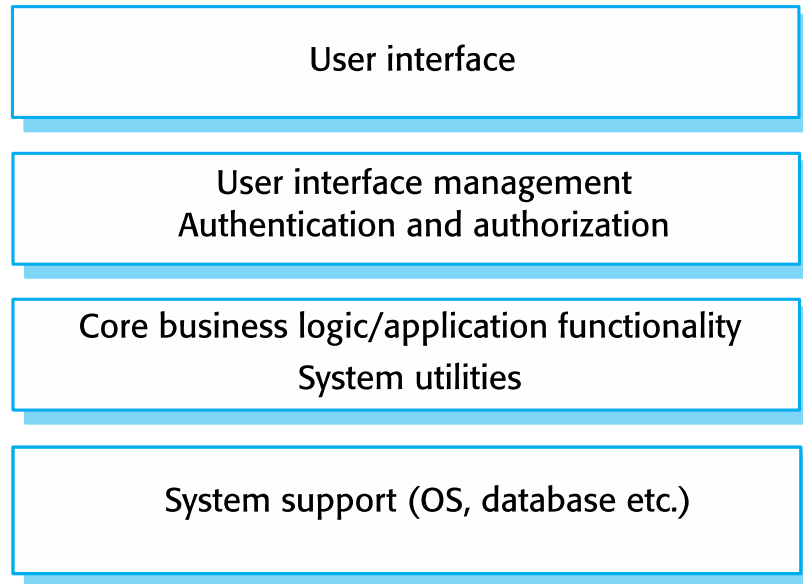 User interface
User interface management
Authentication and authorization
Core business logic/application functionality
System utilities
System support (OS, database etc.)